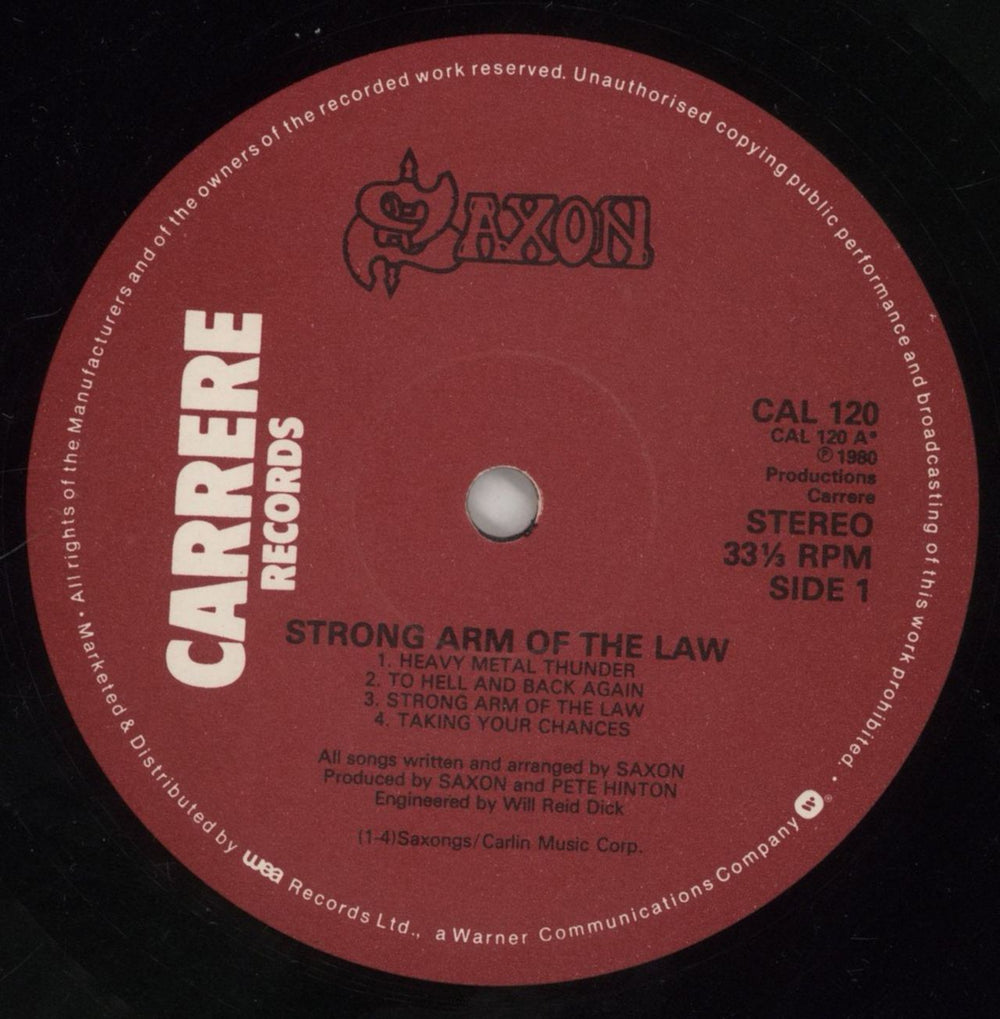 SAXON
CARRERE
RECORDS
CAL 120
CAL 120 A*
℗ 1980
Productions
Carrere
STEREO
33⅓ RPM
SIDE 1
STRONG ARM OF THE LAW
1. HEAVY METAL THUNDER
2. TO HELL AND BACK AGAIN
3. STRONG ARM OF THE LAW
4. TAKING YOUR CHANCES
All songs written and arranged by SAXON
Produced by SAXON and PETE HINTON
Engineered by Will Reid Dick
(1-4)Saxongs/Carlin Music Corp.
• All rights of the Manufacturers and of the owners of the recorded work reserved. Unauthorised copying public performance and broadcasting of this work prohibited. •
Marketed & Distributed by wea Records Ltd., a Warner Communications Company ®